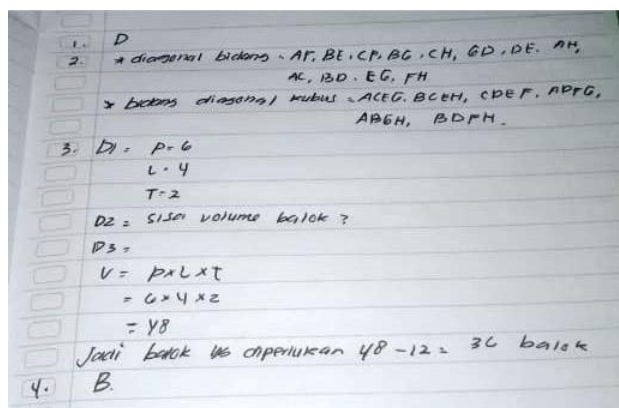 1. D
2. * diagonal bidang = AF, BE, CF, BG, CH, GD, DE, AH,
AC, BD, EG, FH
* bidang diagonal kubus = ACEG, BCEH, CDEF, ADFG,
ABGH, BDFH.
3. D1 = P = 6
L = 4
T = 2
D2 = sisa volume balok ?
D3 =
V = P x L x t
= 6 x 4 x 2
= 48
Jadi balok diperlukan 48 - 12 = 36 balok
4. B.